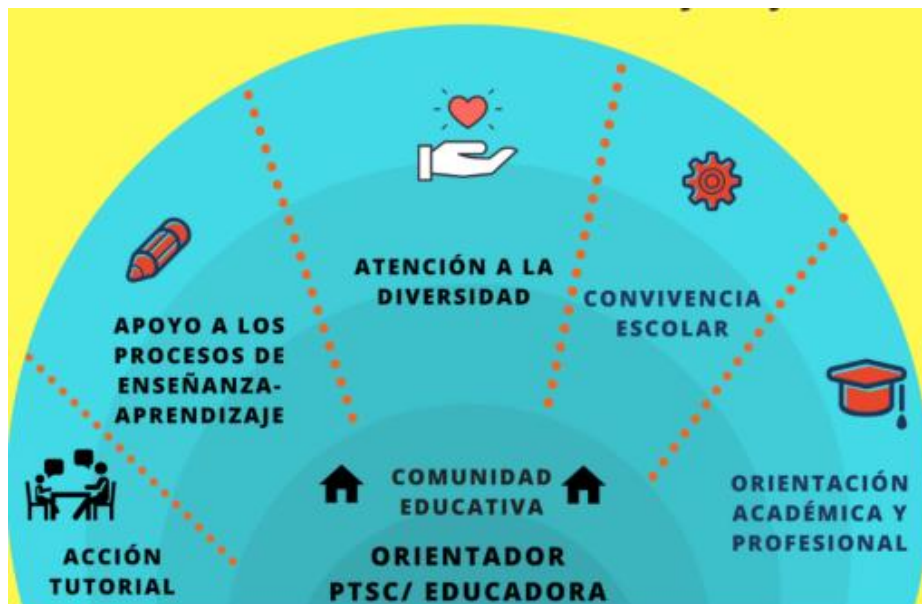 ATENCIÓN A LA
DIVERSIDAD
CONVIVENCIA
ESCOLAR
APOYO A LOS
PROCESOS DE
ENSEÑANZA-
APRENDIZAJE
COMUNIDAD
EDUCATIVA
ORIENTACIÓN
ACADÉMICA Y
PROFESIONAL
ACCIÓN
TUTORIAL
ORIENTADOR
PTSC/ EDUCADORA